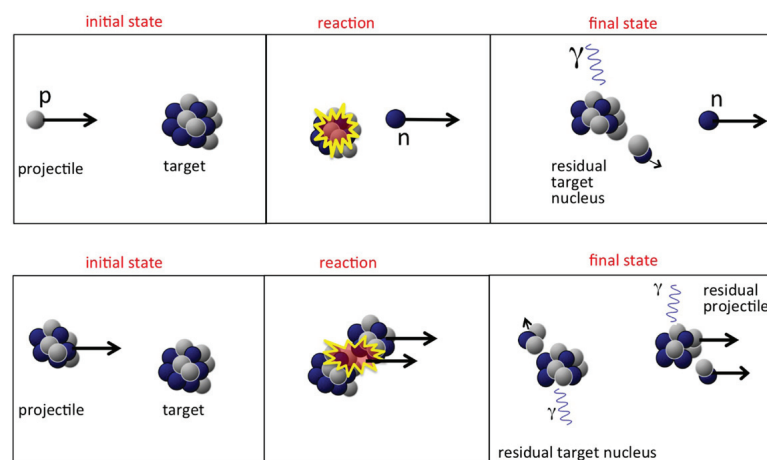 initial state
reaction
final state
p
projectile
target
n
γ
n
residual
target
nucleus
initial state
reaction
final state
projectile
target
γ
residual
projectile
γ
residual target nucleus